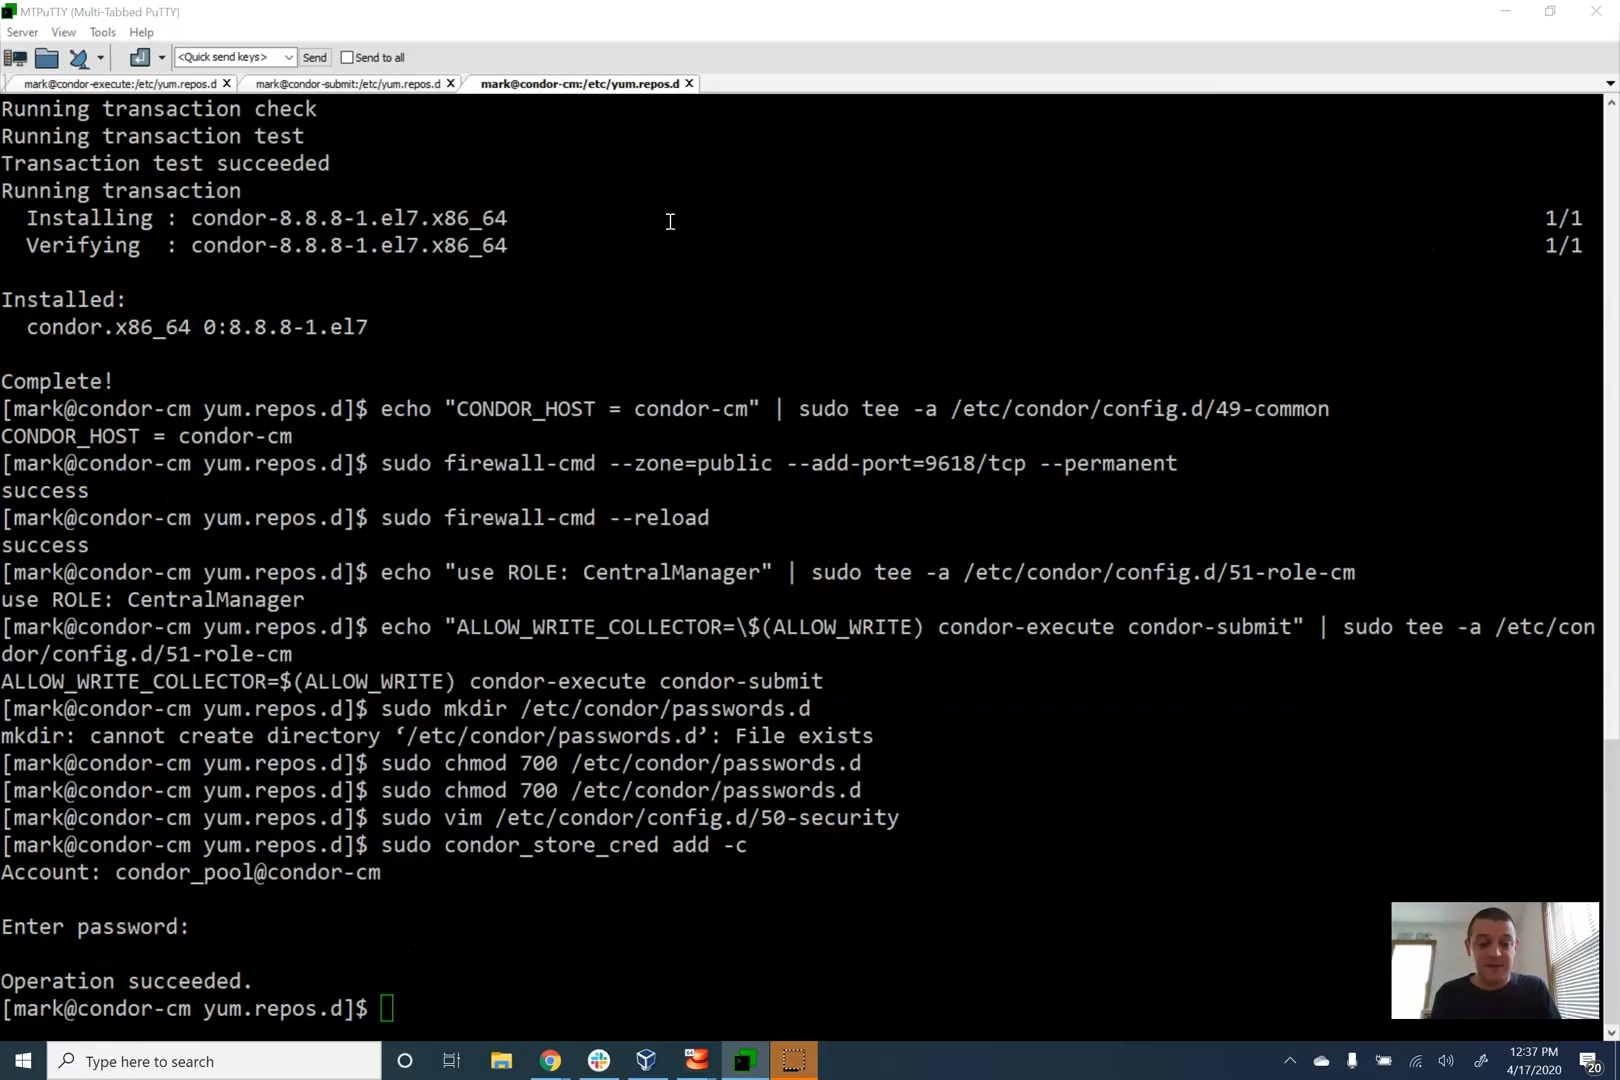 MTPuTTY (Multi-Tabbed PuTTY)
Server View Tools Help
<Quick send keys> Send Send to all
mark@condor-execute:/etc/yum.repos.d mark@condor-submit:/etc/yum.repos.d mark@condor-cm:/etc/yum.repos.d
Running transaction check
Running transaction test
Transaction test succeeded
Running transaction
Installing : condor-8.8.8-1.el7.x86_64 1/1
Verifying : condor-8.8.8-1.el7.x86_64 1/1
Installed:
condor.x86_64 0:8.8.8-1.el7
Complete!
[mark@condor-cm yum.repos.d]$ echo "CONDOR_HOST = condor-cm" | sudo tee -a /etc/condor/config.d/49-common
CONDOR_HOST = condor-cm
[mark@condor-cm yum.repos.d]$ sudo firewall-cmd --zone=public --add-port=9618/tcp --permanent
success
[mark@condor-cm yum.repos.d]$ sudo firewall-cmd --reload
success
[mark@condor-cm yum.repos.d]$ echo "use ROLE: CentralManager" | sudo tee -a /etc/condor/config.d/51-role-cm
use ROLE: CentralManager
[mark@condor-cm yum.repos.d]$ echo "ALLOW_WRITE_COLLECTOR=\$(ALLOW_WRITE) condor-execute condor-submit" | sudo tee -a /etc/con
dor/config.d/51-role-cm
ALLOW_WRITE_COLLECTOR=$(ALLOW_WRITE) condor-execute condor-submit
[mark@condor-cm yum.repos.d]$ sudo mkdir /etc/condor/passwords.d
mkdir: cannot create directory ‘/etc/condor/passwords.d’: File exists
[mark@condor-cm yum.repos.d]$ sudo chmod 700 /etc/condor/passwords.d
[mark@condor-cm yum.repos.d]$ sudo chmod 700 /etc/condor/passwords.d
[mark@condor-cm yum.repos.d]$ sudo vim /etc/condor/config.d/50-security
[mark@condor-cm yum.repos.d]$ sudo condor_store_cred add -c
Account: condor_pool@condor-cm
Enter password:
Operation succeeded.
[mark@condor-cm yum.repos.d]$
Type here to search
64
12:37 PM
4/17/2020
20